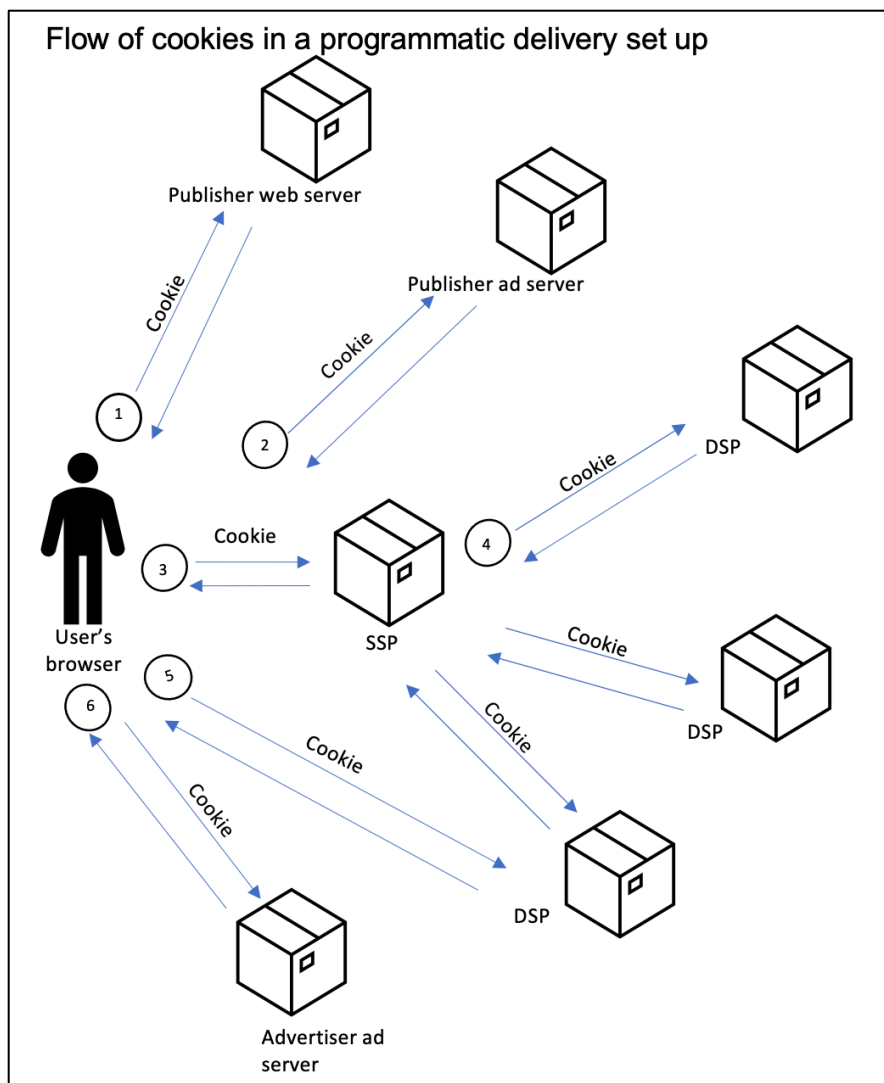 Flow of cookies in a programmatic delivery set up
Publisher web server
Cookie
Publisher ad server
Cookie
1
2
DSP
Cookie
4
Cookie
3
SSP
User's
browser
Cookie
DSP
5
6
Cookie
Cookie
Cookie
DSP
Advertiser ad
server